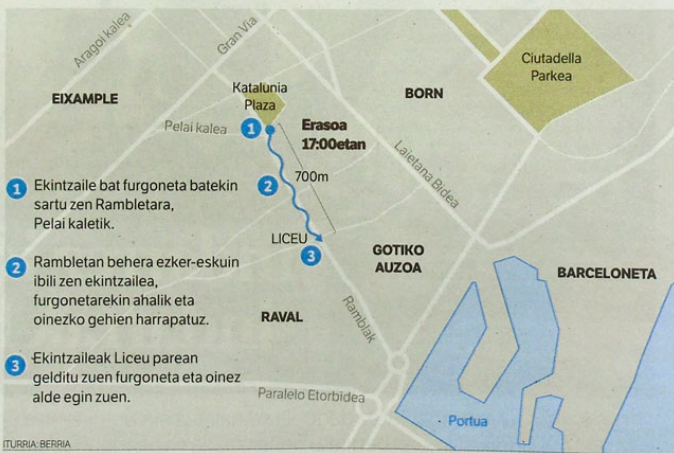 Aragoi kalea
Gran Via
Ciutadella
Parkea
EIXAMPLE
Katalunia
Plaza
BORN
Pelai kalea
1
Erasoa
17:00etan
Laietana Bidea
700m
2
LICEU
3
GOTIKO
AUZOA
BARCELONETA
RAVAL
Ramblak
Paralelo Etorbidea
Portua
1 Ekintzaile bat furgoneta batekin
sartu zen Rambletara,
Pelai kaletik.
2 Rambletan behera ezker-eskuin
ibili zen ekintzailea,
furgonetarekin ahalik eta
oinezko gehien harrapatuz.
3 Ekintzaileak Liceu parean
gelditu zuen furgoneta eta oinez
alde egin zuen.
ITURRIA: BERRIA